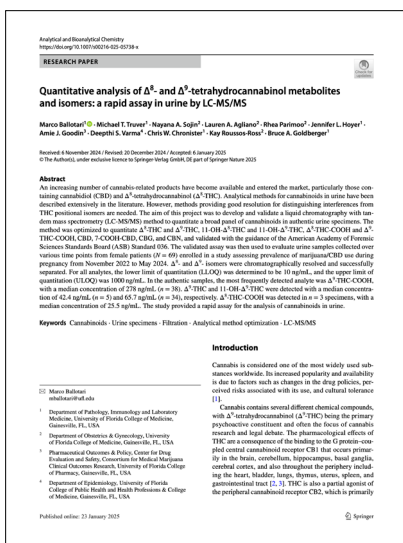 Analytical and Bioanalytical Chemistry
https://doi.org/10.1007/s00216-025-05738-x
RESEARCH PAPER
Check for updates
Quantitative analysis of Δ⁸- and Δ⁹-tetrahydrocannabinol metabolites
and isomers: a rapid assay in urine by LC-MS/MS
Marco Ballotari¹ · Michael T. Truver¹ · Nayana A. Sojin² · Lauren A. Agliano² · Rhea Parimoo² · Jennifer L. Hoyer¹ ·
Amie J. Goodin³ · Deepthi S. Varma⁴ · Chris W. Chronister¹ · Kay Roussos-Ross² · Bruce A. Goldberger¹
Received: 6 November 2024 / Revised: 20 December 2024 / Accepted: 6 January 2025
© The Author(s), under exclusive licence to Springer-Verlag GmbH, DE part of Springer Nature 2025
Abstract
An increasing number of cannabis-related products have become available and entered the market, particularly those con-
taining cannabidiol (CBD) and Δ⁸-tetrahydrocannabinol (Δ⁸-THC). Analytical methods for cannabinoids in urine have been
described extensively in the literature. However, methods providing good resolution for distinguishing interferences from
THC positional isomers are needed. The aim of this project was to develop and validate a liquid chromatography with tan-
dem mass spectrometry (LC-MS/MS) method to quantitate a broad panel of cannabinoids in authentic urine specimens. The
method was optimized to quantitate Δ⁸-THC and Δ⁹-THC, 11-OH-Δ⁸-THC and 11-OH-Δ⁹-THC, Δ⁸-THC-COOH and Δ⁹-
THC-COOH, CBD, 7-COOH-CBD, CBG, and CBN, and validated with the guidance of the American Academy of Forensic
Sciences Standards Board (ASB) Standard 036. The validated assay was then used to evaluate urine samples collected over
various time points from female patients (N = 69) enrolled in a study assessing prevalence of marijuana/CBD use during
pregnancy from November 2022 to May 2024. Δ⁸- and Δ⁹- isomers were chromatographically resolved and successfully
separated. For all analytes, the lower limit of quantitation (LLOQ) was determined to be 10 ng/mL, and the upper limit of
quantitation (ULOQ) was 1000 ng/mL. In the authentic samples, the most frequently detected analyte was Δ⁹-THC-COOH,
with a median concentration of 278 ng/mL (n = 38). Δ⁹-THC and 11-OH-Δ⁹-THC were detected with a median concentra-
tion of 42.4 ng/mL (n = 5) and 65.7 ng/mL (n = 34), respectively. Δ⁸-THC-COOH was detected in n = 3 specimens, with a
median concentration of 25.5 ng/mL. The study provided a rapid assay for the analysis of cannabinoids in urine.
Keywords Cannabinoids · Urine specimens · Filtration · Analytical method optimization · LC-MS/MS
Marco Ballotari
mballotari@ufl.edu
1 Department of Pathology, Immunology and Laboratory
Medicine, University of Florida College of Medicine,
Gainesville, FL, USA
2 Department of Obstetrics & Gynecology, University
of Florida College of Medicine, Gainesville, FL, USA
3 Pharmaceutical Outcomes & Policy, Center for Drug
Evaluation and Safety, Consortium for Medical Marijuana
Clinical Outcomes Research, University of Florida College
of Pharmacy, Gainesville, FL, USA
4 Department of Epidemiology, University of Florida
College of Public Health and Health Professions & College
of Medicine, Gainesville, FL, USA
Introduction
Cannabis is considered one of the most widely used sub-
stances worldwide. Its increased popularity and availability
is due to factors such as changes in the drug policies, per-
ceived risks associated with its use, and cultural tolerance
[1].
Cannabis contains several different chemical compounds,
with Δ⁹-tetrahydrocannabinol (Δ⁹-THC) being the primary
psychoactive constituent and often the focus of cannabis
research and legal debate. The pharmacological effects of
THC are a consequence of the binding to the G protein–cou-
pled central cannabinoid receptor CB1 that occurs primar-
ily in the brain, cerebellum, hippocampus, basal ganglia,
cerebral cortex, and also throughout the periphery includ-
ing the heart, bladder, lungs, thymus, uterus, spleen, and
gastrointestinal tract [2, 3]. THC is also a partial agonist of
the peripheral cannabinoid receptor CB2, which is primarily
Published online: 23 January 2025
Springer